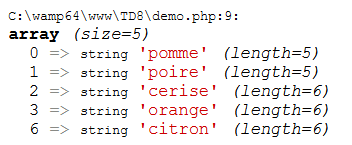 C:\wamp64\www\TD8\demo.php:9:
array (size=5)
0 => string 'pomme' (length=5)
1 => string 'poire' (length=5)
2 => string 'cerise' (length=6)
3 => string 'orange' (length=6)
6 => string 'citron' (length=6)